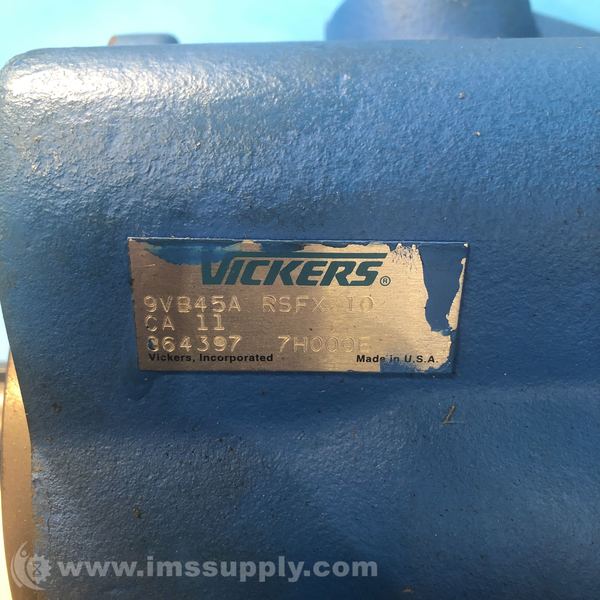 VICKERS®
9VB45A RSFX 10
CA 11
064397 7H000E
Vickers, Incorporated Made in U.S.A.
www.imssupply.com